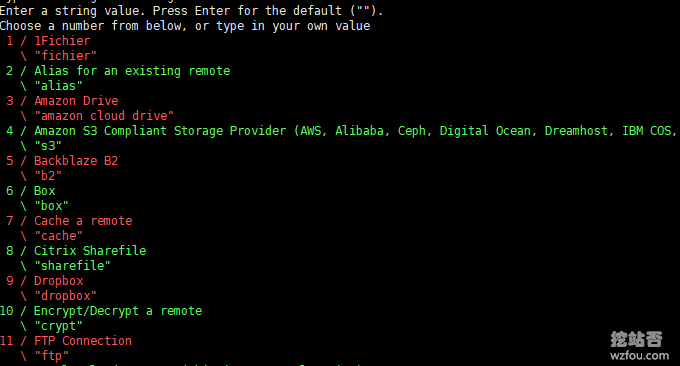 Enter a string value. Press Enter for the default ("").
Choose a number from below, or type in your own value
 1 / 1Fichier
   \ "fichier"
 2 / Alias for an existing remote
   \ "alias"
 3 / Amazon Drive
   \ "amazon cloud drive"
 4 / Amazon S3 Compliant Storage Provider (AWS, Alibaba, Ceph, Digital Ocean, Dreamhost, IBM COS,
   \ "s3"
 5 / Backblaze B2
   \ "b2"
 6 / Box
   \ "box"
 7 / Cache a remote
   \ "cache"
 8 / Citrix Sharefile
   \ "sharefile"
 9 / Dropbox
   \ "dropbox"
10 / Encrypt/Decrypt a remote
   \ "crypt"
11 / FTP Connection
   \ "ftp"
挖站否
wzfou.com